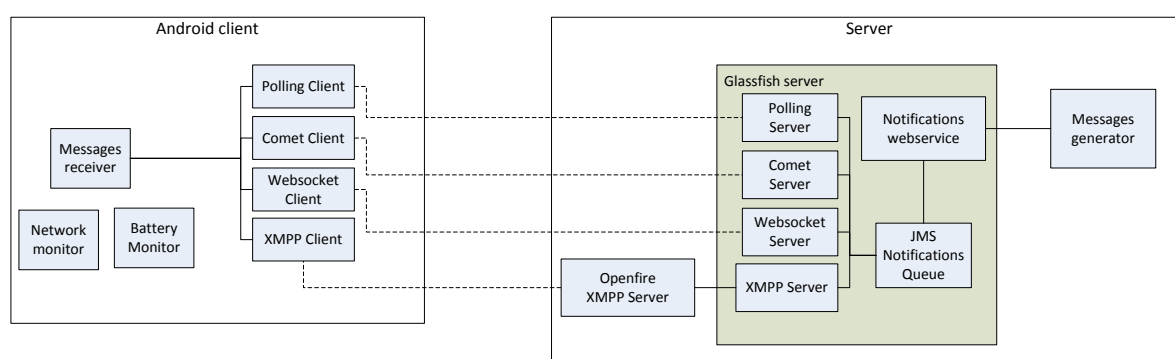 Android client
Polling Client
Comet Client
Messages
receiver
Websocket
Client
Network
monitor
Battery
Monitor
XMPP Client
Server
Glassfish server
Polling
Server
Notifications
webservice
Messages
generator
Comet
Server
Websocket
Server
JMS
Notifications
Queue
Openfire
XMPP Server
XMPP Server